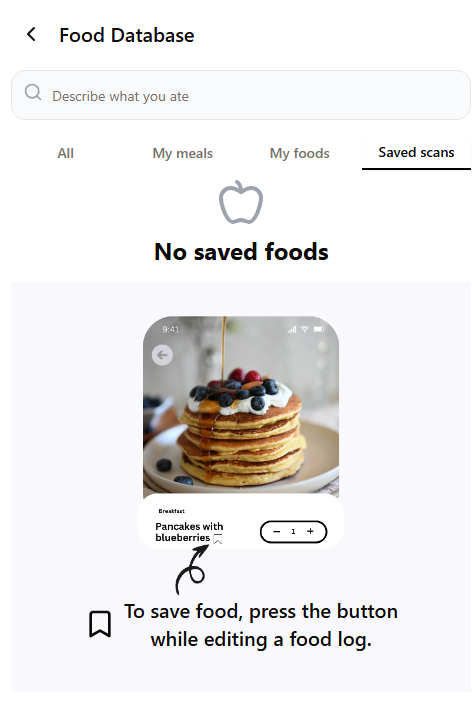 Food Database
Describe what you ate
All My meals My foods Saved scans
No saved foods
9:41
Breakfast
Pancakes with
blueberries
− 1 +
To save food, press the button
while editing a food log.